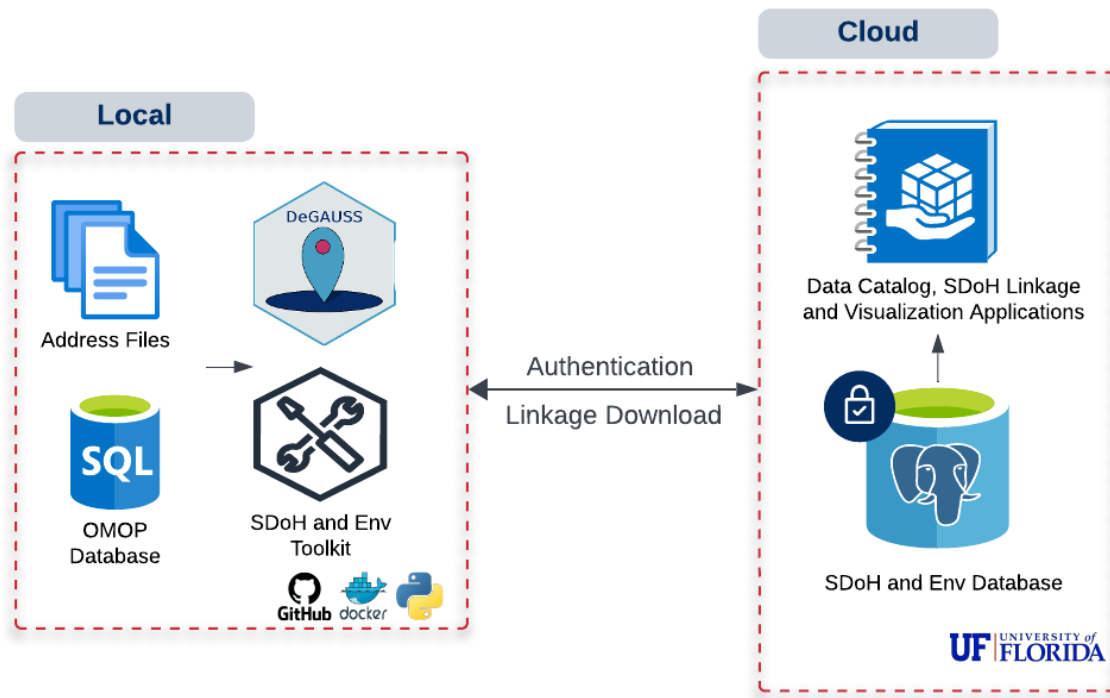 Cloud
Local
DeGAUSS
Address Files
SQL
OMOP
Database
SDoH and Env
Toolkit
GitHub
docker
Authentication
Linkage Download
Data Catalog, SDoH Linkage
and Visualization Applications
SDoH and Env Database
UF UNIVERSITY of
FLORIDA